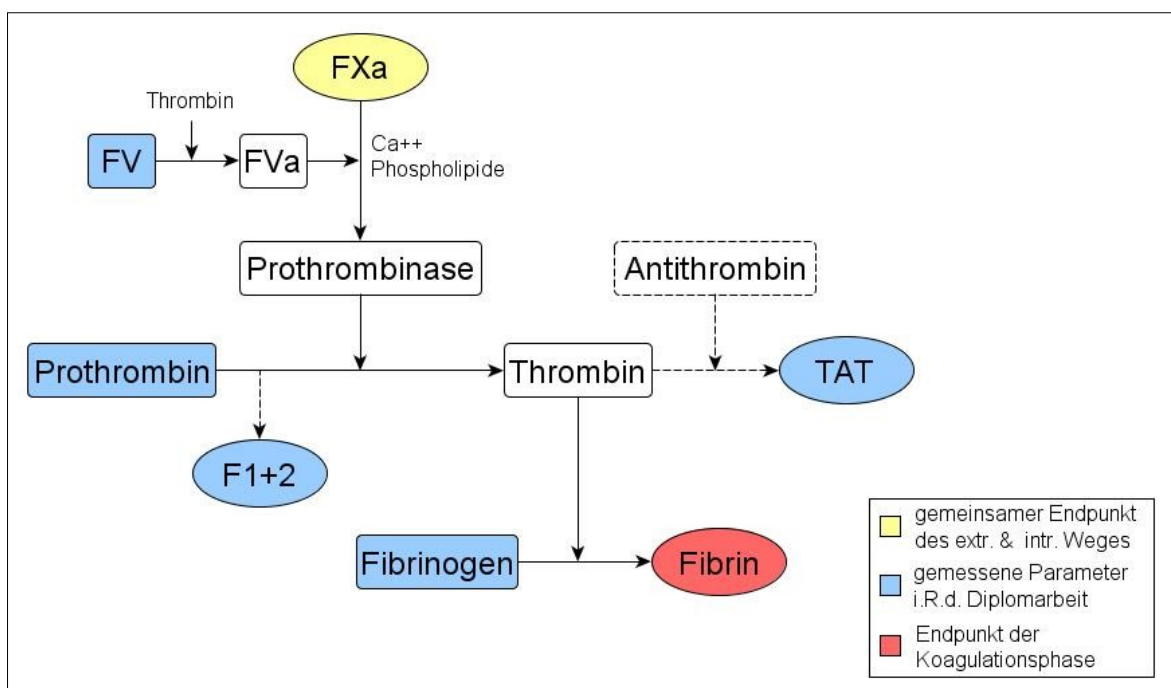 FXa
Thrombin
FV
FVa
Ca++
Phospholipide
Prothrombinase
Antithrombin
Prothrombin
Thrombin
TAT
F1+2
Fibrinogen
Fibrin
gemeinsamer Endpunkt
des extr. & intr. Weges
gemessene Parameter
i.R.d. Diplomarbeit
Endpunkt der
Koagulationsphase